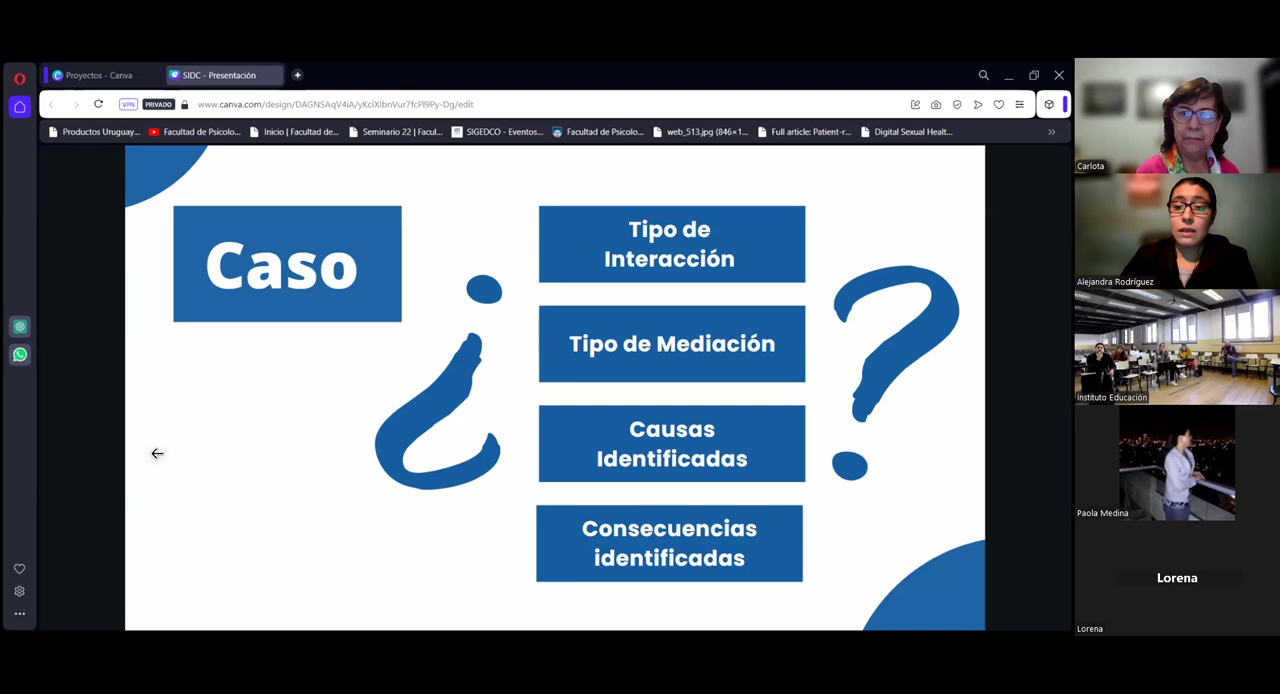 Proyectos - Canva
SIDC - Presentación
VPN
PRIVADO
www.canva.com/design/DAGNSAqV4iA/yKciXIbnVur7fcPl9Py-Dg/edit
Productos Uruguay...
Facultad de Psicolo...
Inicio | Facultad de...
Seminario 22 | Facul...
SIGEDCO - Eventos...
Facultad de Psicolo...
web_513.jpg (846×1...
Full article: Patient-r...
Digital Sexual Healt...
Caso
¿
Tipo de
Interacción
Tipo de Mediación
Causas
Identificadas
Consecuencias
identificadas
?
Carlota
Alejandra Rodríguez
Instituto Educación
Paola Medina
Lorena
Lorena